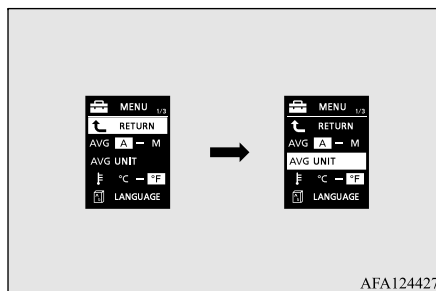 MENU 1/3
RETURN
AVG A – M
AVG UNIT
°C – °F
LANGUAGE
MENU 1/3
RETURN
AVG A – M
AVG UNIT
°C – °F
LANGUAGE
AFA124427